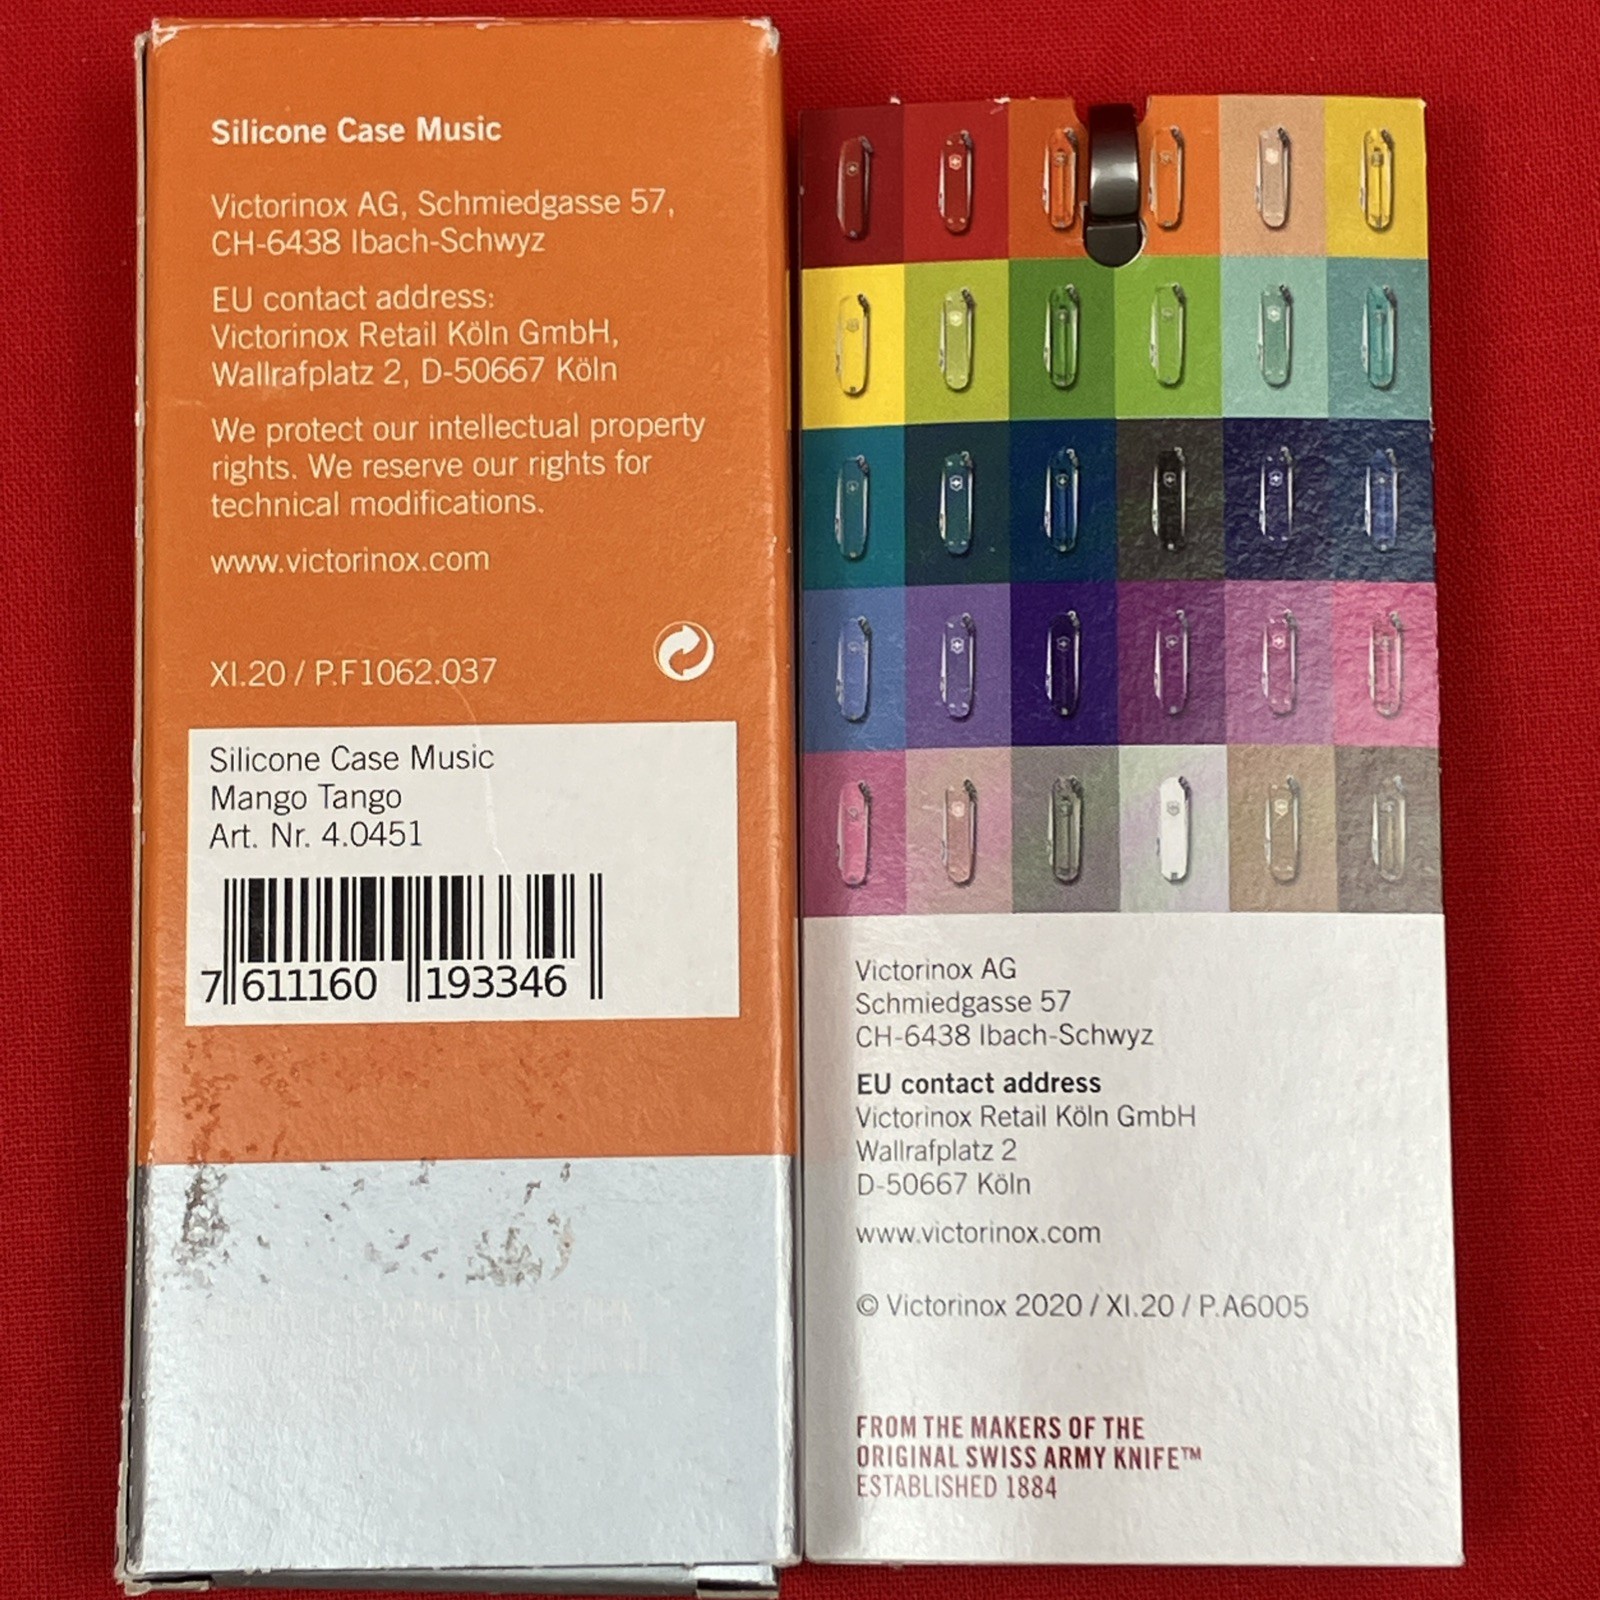 Silicone Case Music
Victorinox AG, Schmiedgasse 57,
CH-6438 Ibach-Schwyz
EU contact address:
Victorinox Retail Köln GmbH,
Wallrafplatz 2, D-50667 Köln
We protect our intellectual property
rights. We reserve our rights for
technical modifications.
www.victorinox.com
XI.20 / P.F1062.037
Silicone Case Music
Mango Tango
Art. Nr. 4.0451
7 611160 193346
Victorinox AG
Schmiedgasse 57
CH-6438 Ibach-Schwyz
EU contact address
Victorinox Retail Köln GmbH
Wallrafplatz 2
D-50667 Köln
www.victorinox.com
© Victorinox 2020 / XI.20 / P.A6005
FROM THE MAKERS OF THE
ORIGINAL SWISS ARMY KNIFE™
ESTABLISHED 1884